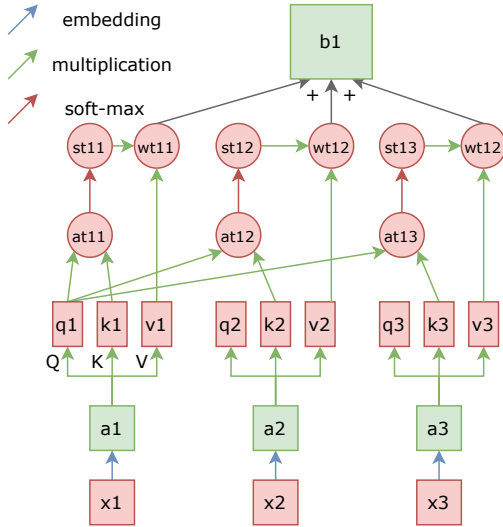 embedding
b1
multiplication
+ +
soft-max
st11 wt11 st12 wt12 st13 wt12
at11 at12 at13
q1 k1 v1 q2 k2 v2 q3 k3 v3
Q K V
a1 a2 a3
x1 x2 x3